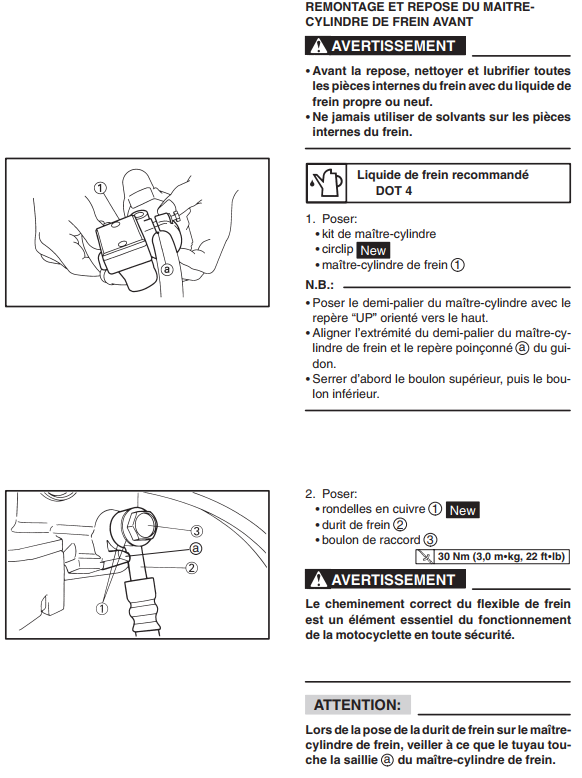 REMONTAGE ET REPOSE DU MAITRE-
CYLINDRE DE FREIN AVANT
AVERTISSEMENT
• Avant la repose, nettoyer et lubrifier toutes
les pièces internes du frein avec du liquide de
frein propre ou neuf.
• Ne jamais utiliser de solvants sur les pièces
internes du frein.
Liquide de frein recommandé
DOT 4
1. Poser:
• kit de maître-cylindre
• circlip New
• maître-cylindre de frein ①
N.B.:
• Poser le demi-palier du maître-cylindre avec le
repère “UP" orienté vers le haut.
• Aligner l'extrémité du demi-palier du maître-cy-
lindre de frein et le repère poinçonné ⓐ du gui-
don.
• Serrer d'abord le boulon supérieur, puis le bou-
lon inférieur.
①
ⓐ
2. Poser:
• rondelles en cuivre ① New
• durit de frein ②
• boulon de raccord ③
30 Nm (3,0 m•kg, 22 ft•lb)
AVERTISSEMENT
Le cheminement correct du flexible de frein
est un élément essentiel du fonctionnement
de la motocyclette en toute sécurité.
ATTENTION:
Lors de la pose de la durit de frein sur le maître-
cylindre de frein, veiller à ce que le tuyau tou-
che la saillie ⓐ du maître-cylindre de frein.
③
ⓐ
②
①